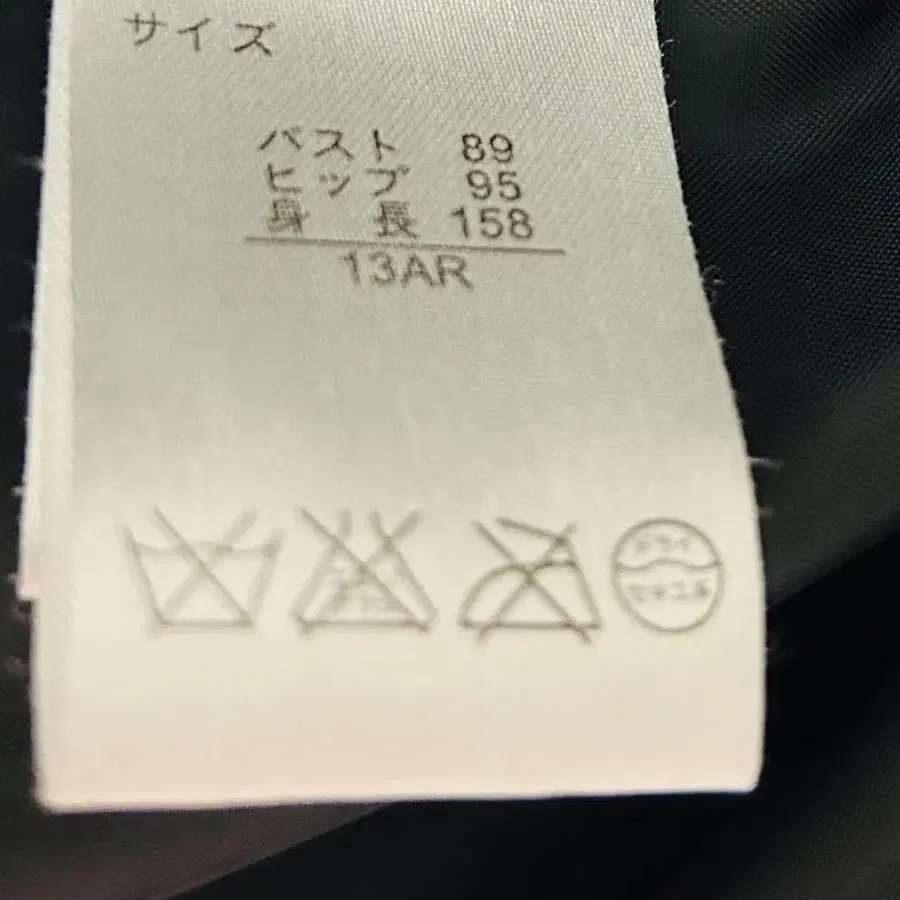 サイズ
バスト 89
ヒップ 95
身 長 158
13AR
ドライ
セキユ系